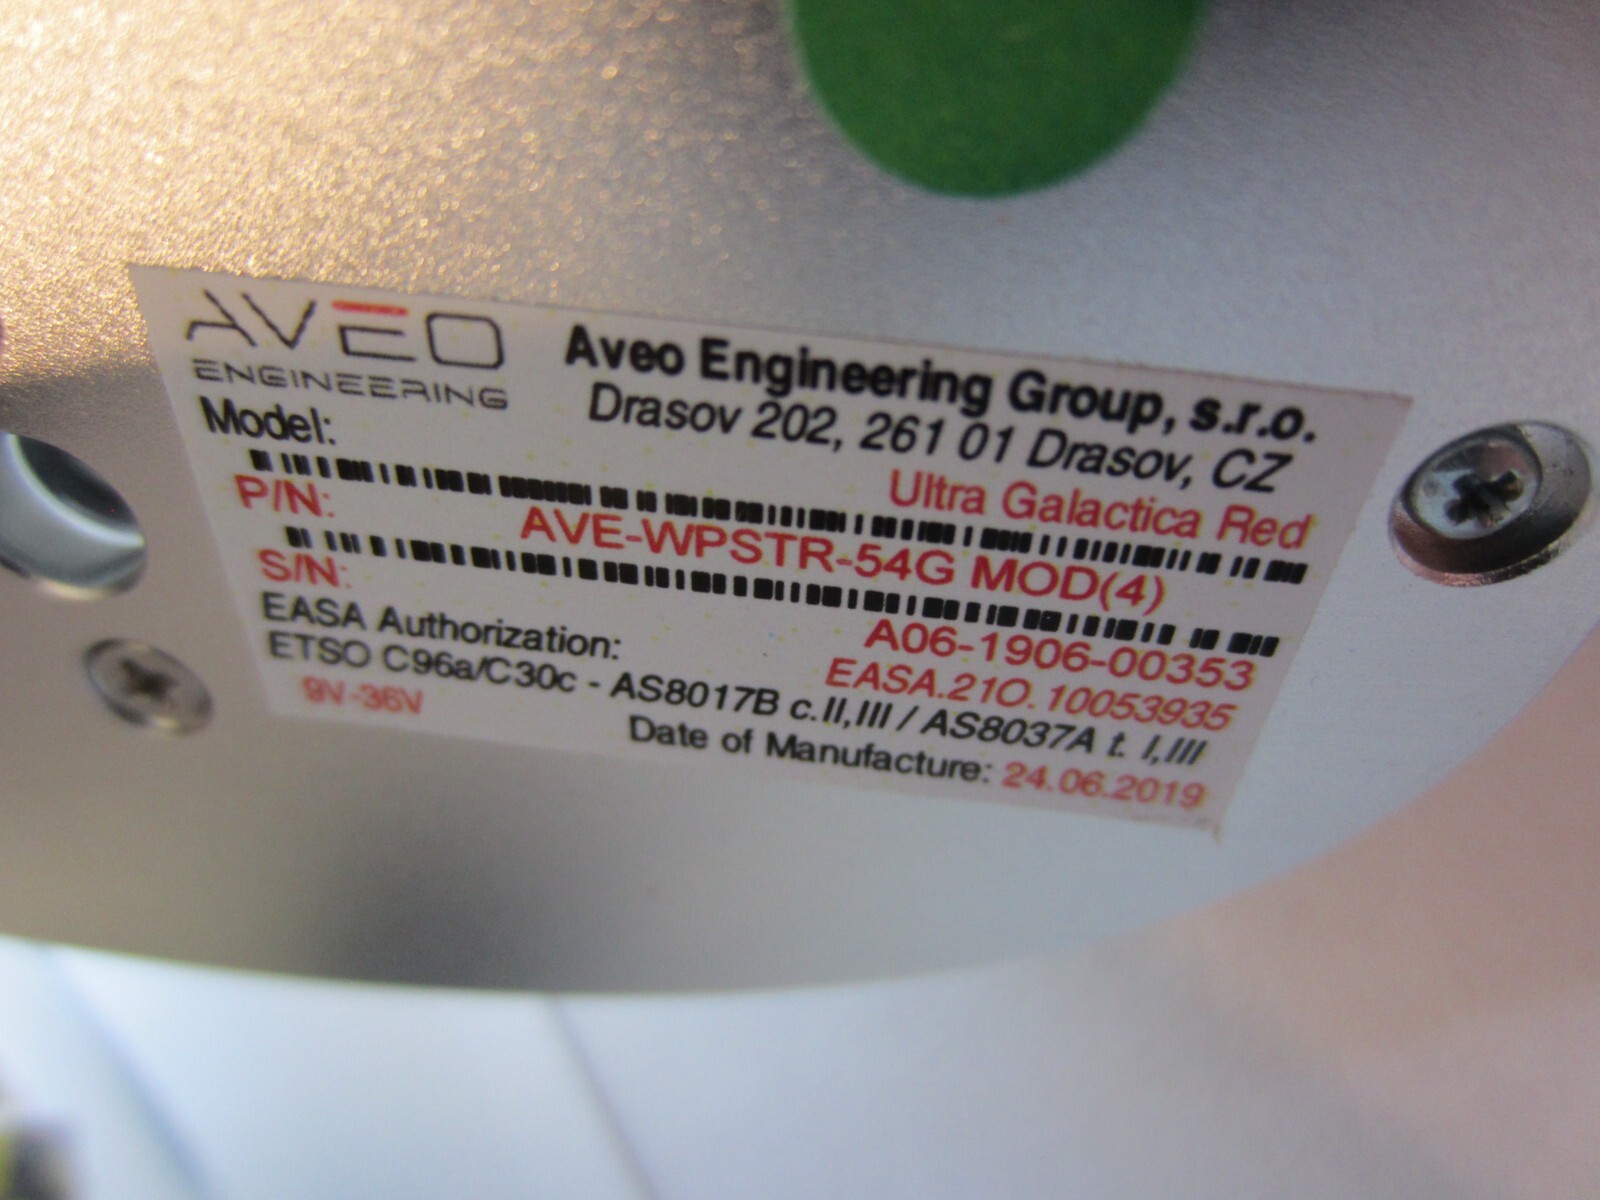 AVEO
ENGINEERING
Aveo Engineering Group, s.r.o.
Drasov 202, 261 01 Drasov, CZ
Model:
Ultra Galactica Red
P/N:
AVE-WPSTR-54G MOD(4)
S/N:
A06-1906-00353
EASA Authorization:
EASA.21O.10053935
ETSO C96a/C30c - AS8017B c.II,III / AS8037A t. I,III
9V-36V
Date of Manufacture: 24.06.2019